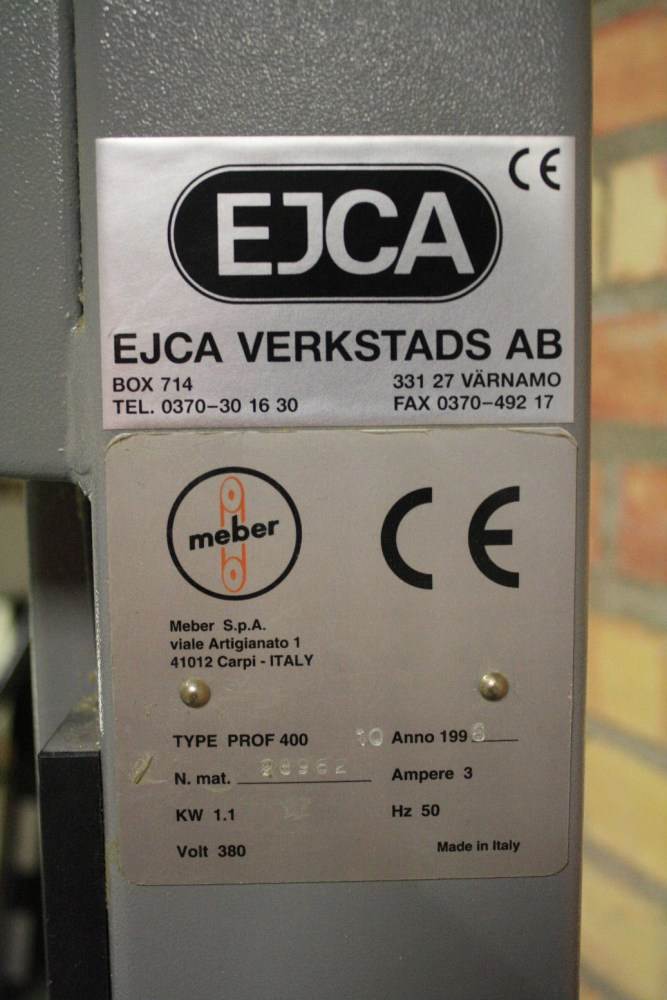 CE
EJCA
EJCA VERKSTADS AB
BOX 714 331 27 VÄRNAMO
TEL. 0370-30 16 30 FAX 0370-492 17
meber
CE
Meber S.p.A.
viale Artigianato 1
41012 Carpi - ITALY
TYPE PROF 400 10 Anno 199
N. mat. Ampere 3
KW 1.1 Hz 50
Volt 380 Made in Italy